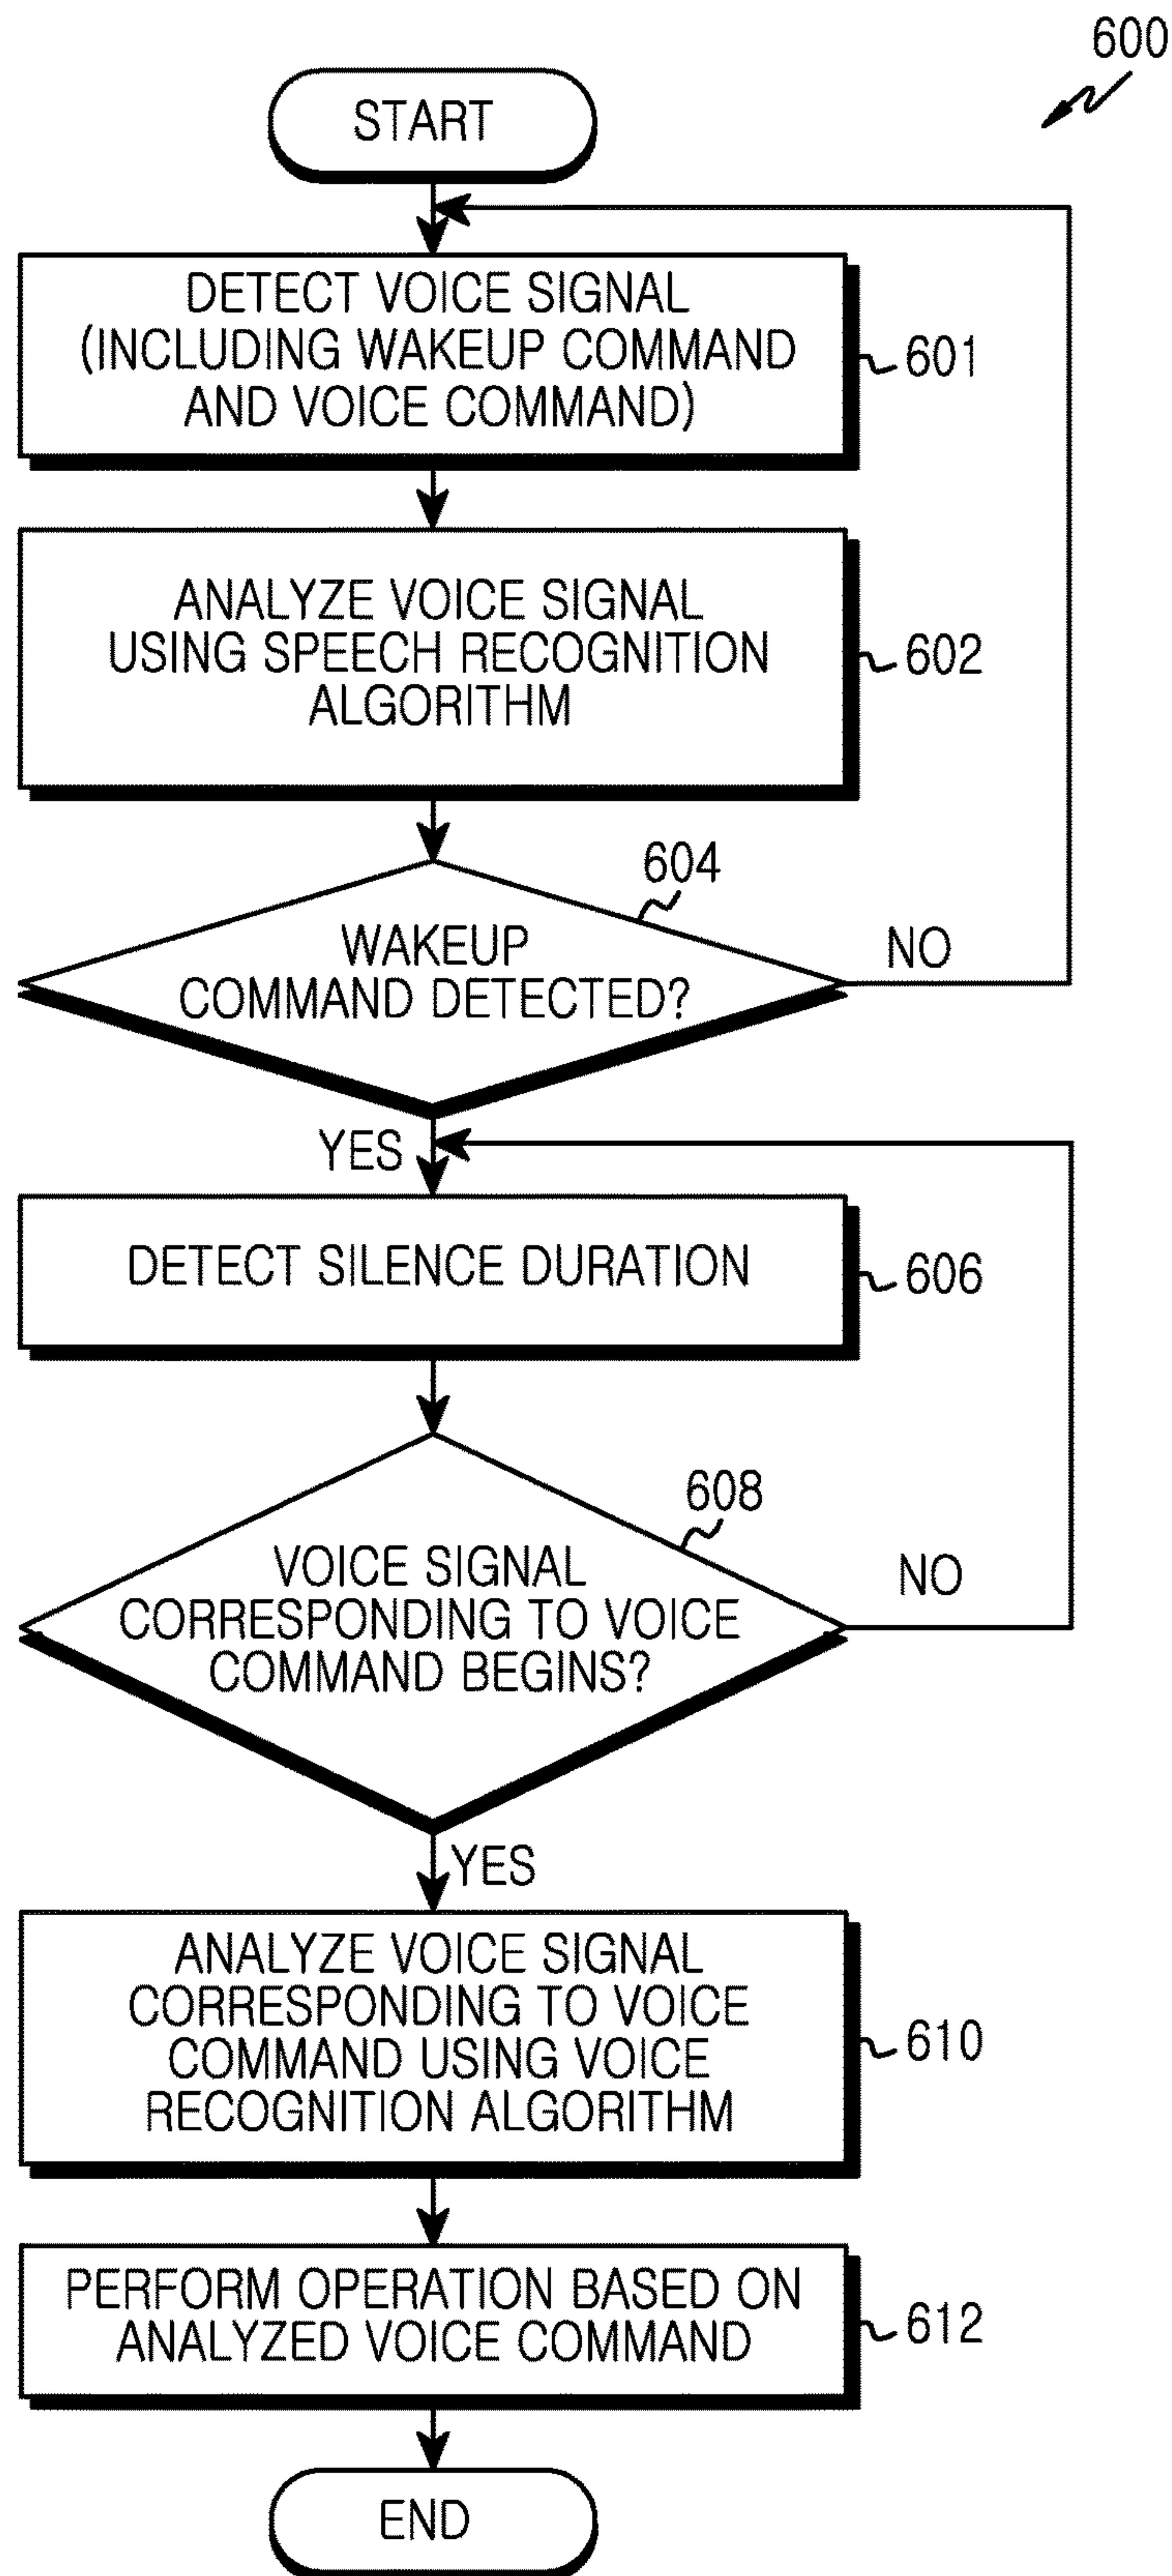 600
START
DETECT VOICE SIGNAL
(INCLUDING WAKEUP COMMAND
AND VOICE COMMAND)
601
ANALYZE VOICE SIGNAL
USING SPEECH RECOGNITION
ALGORITHM
602
604
WAKEUP
COMMAND DETECTED?
NO
YES
DETECT SILENCE DURATION
606
608
VOICE SIGNAL
CORRESPONDING TO VOICE
COMMAND BEGINS?
NO
YES
ANALYZE VOICE SIGNAL
CORRESPONDING TO VOICE
COMMAND USING VOICE
RECOGNITION ALGORITHM
610
PERFORM OPERATION BASED ON
ANALYZED VOICE COMMAND
612
END